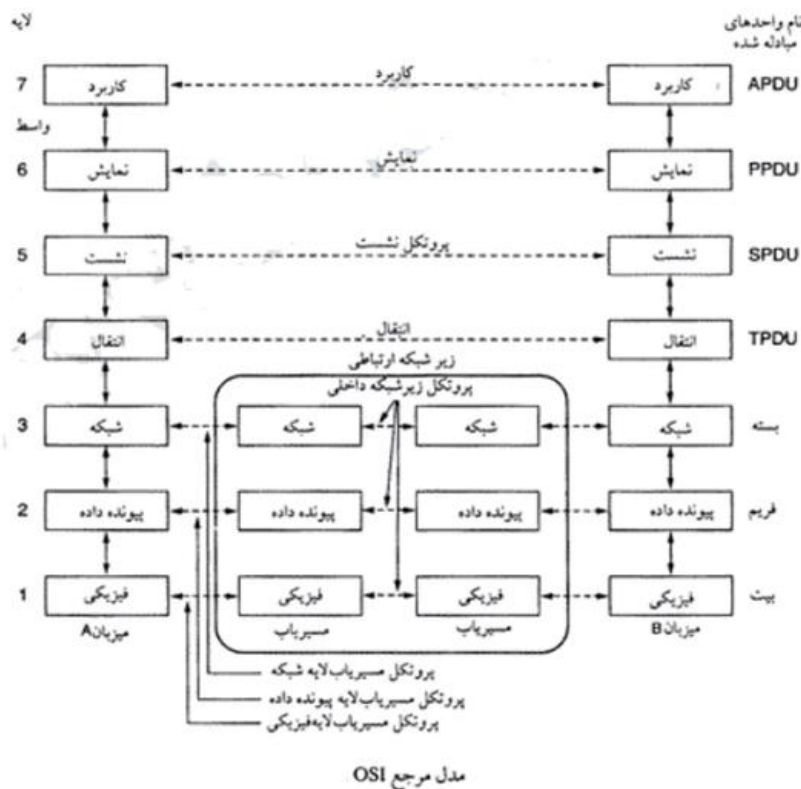 لایه
نام واحدهای
مبادله شده
7
کاربرد
کاربرد
کاربرد
APDU
واسط
6
نمایش
نمایش
نمایش
PPDU
5
نشست
پروتکل نشست
نشست
SPDU
4
انتقال
انتقال
انتقال
TPDU
زیر شبکه ارتباطی
پروتکل زیرشبکه داخلی
3
شبکه
شبکه
شبکه
شبکه
بسته
2
پیونده داده
پیونده داده
پیونده داده
پیونده داده
فریم
1
فیزیکی
فیزیکی
فیزیکی
فیزیکی
بیت
میزبان A
مسیریاب
مسیریاب
میزبان B
پروتکل مسیریاب لایه شبکه
پروتکل مسیریاب لایه پیونده داده
پروتکل مسیریاب لایه فیزیکی
مدل مرجع OSI